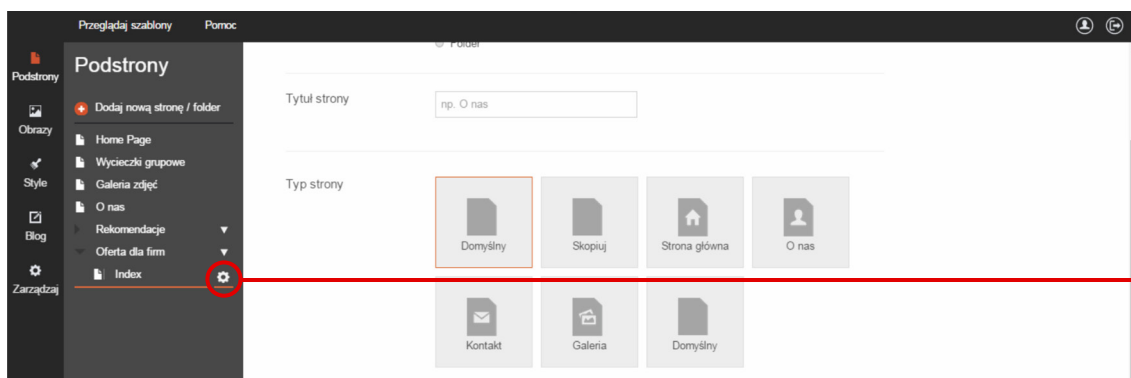 Przeglądaj szablony Pomoc
Folder
Podstrony
Podstrony
Tytuł strony
np. O nas
Dodaj nową stronę / folder
Obrazy
Home Page
Wycieczki grupowe
Style
Galeria zdjęć
Typ strony
O nas
Blog
Rekomendacje
Oferta dla firm
Domyślny
Skopiuj
Strona główna
O nas
Index
Zarządzaj
Kontakt
Galeria
Domyślny